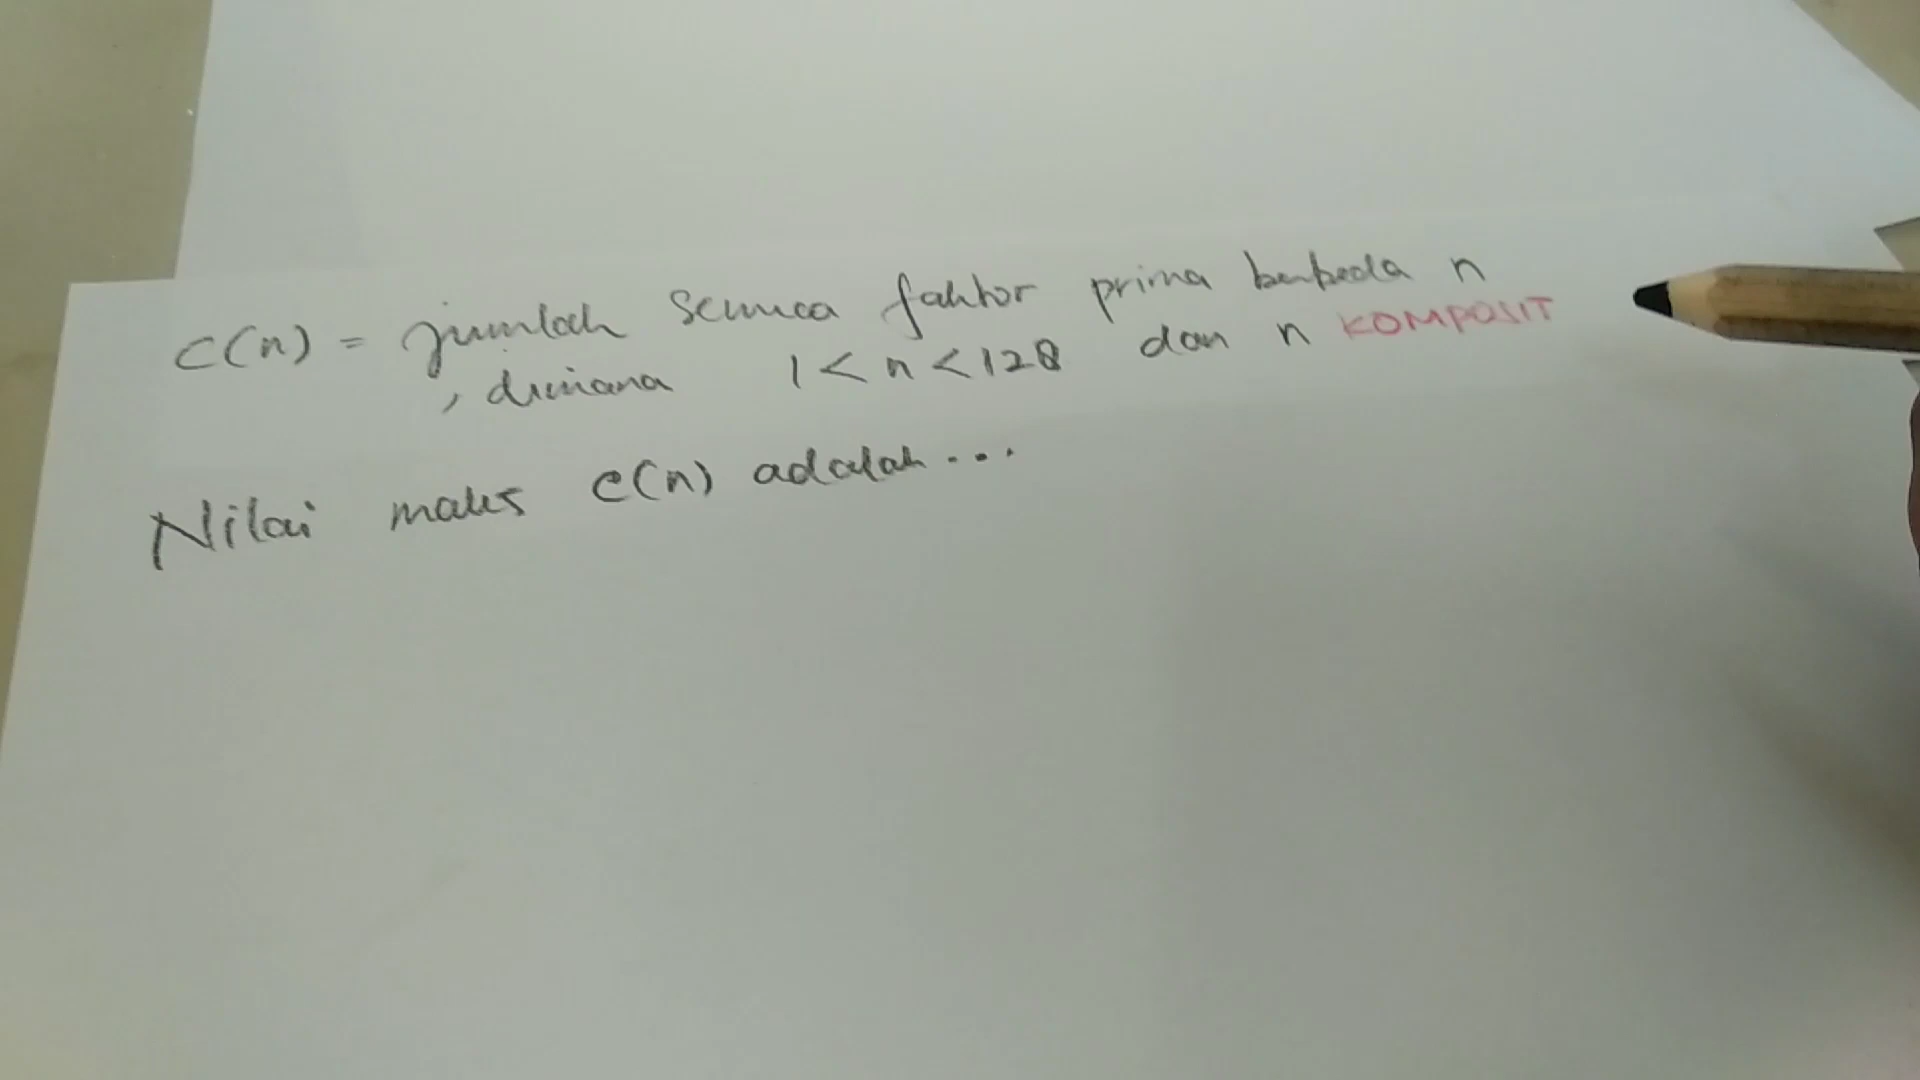 c(n) = jumlah semua faktor prima berbeda n
, dimana 1 < n < 128 dan n KOMPOSIT
Nilai maks c(n) adalah...